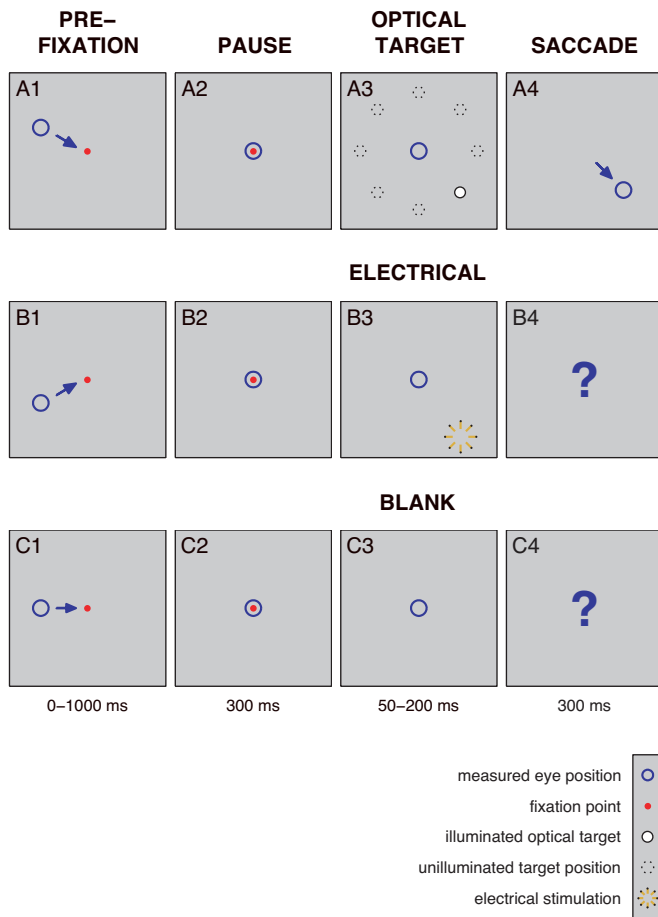 PRE–
FIXATION
PAUSE
OPTICAL
TARGET
SACCADE
A1
A2
A3
A4
ELECTRICAL
B1
B2
B3
B4
?
BLANK
C1
C2
C3
C4
?
0–1000 ms
300 ms
50–200 ms
300 ms
measured eye position
fixation point
illuminated optical target
unilluminated target position
electrical stimulation